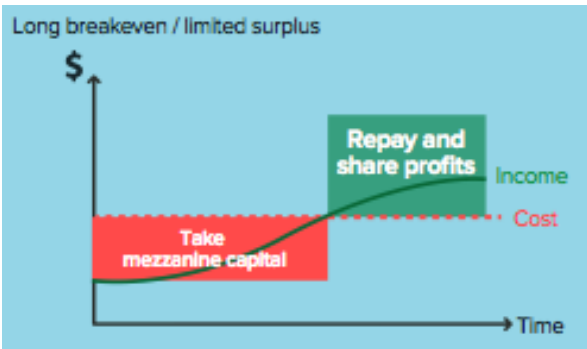 Long breakeven / limited surplus
$
Repay and
share profits
Income
Cost
Take
mezzanine capital
Time